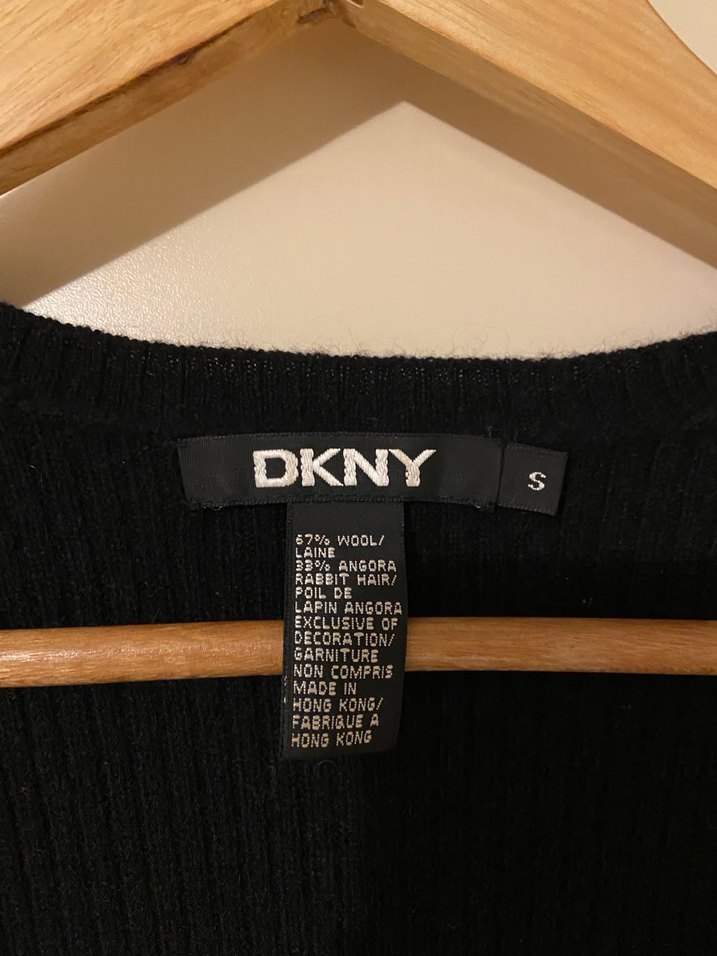 DKNY
S
67% WOOL/
LAINE
33% ANGORA
RABBIT HAIR/
POIL DE
LAPIN ANGORA
EXCLUSIVE OF
DECORATION/
GARNITURE
NON COMPRIS
MADE IN
HONG KONG/
FABRIQUE A
HONG KONG